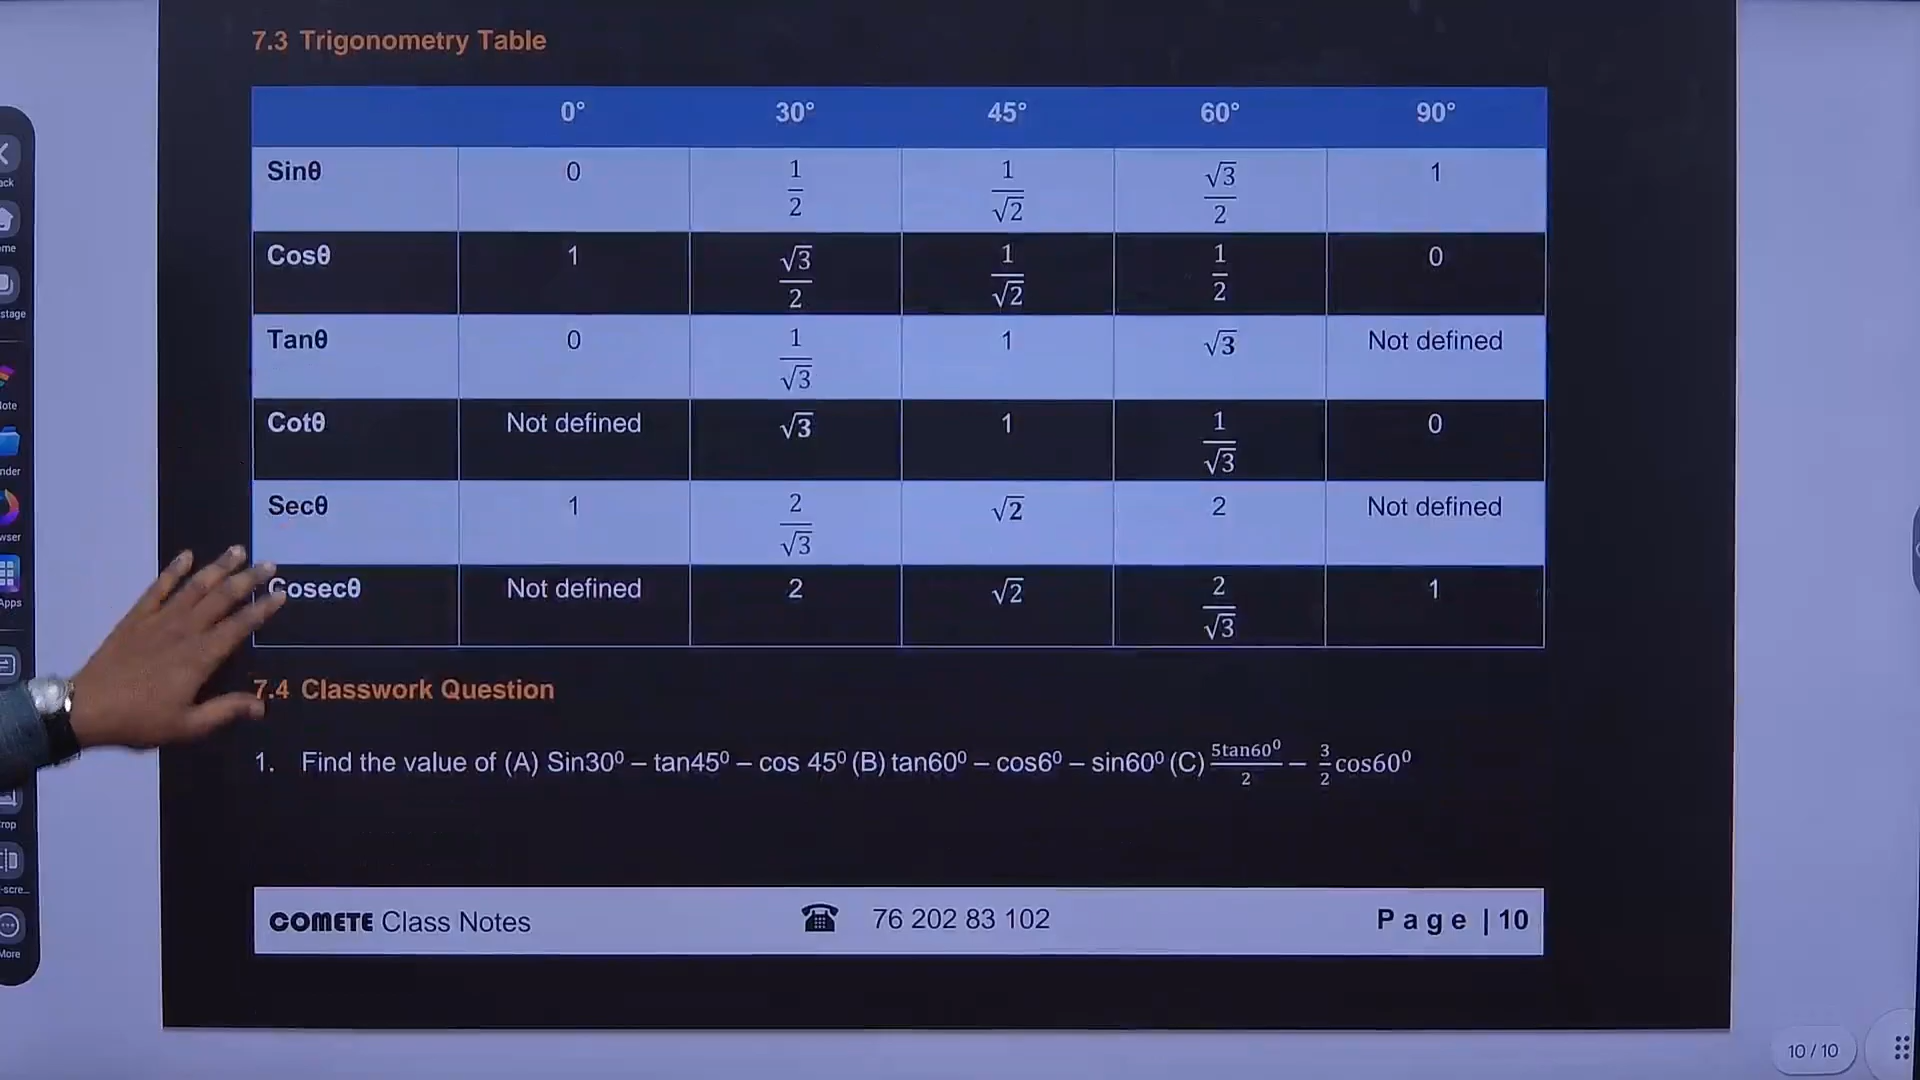 7.3 Trigonometry Table
0° 30° 45° 60° 90°
Sinθ 0 1/2 1/√2 √3/2 1
Cosθ 1 √3/2 1/√2 1/2 0
Tanθ 0 1/√3 1 √3 Not defined
Cotθ Not defined √3 1 1/√3 0
Secθ 1 2/√3 √2 2 Not defined
Cosecθ Not defined 2 √2 2/√3 1
7.4 Classwork Question
1. Find the value of (A) Sin30⁰ – tan45⁰ – cos 45⁰ (B) tan60⁰ – cos6⁰ – sin60⁰ (C) 5tan60⁰/2 – 3/2 cos60⁰
COMETE Class Notes 76 202 83 102 Page | 10
10 / 10
Apps
More